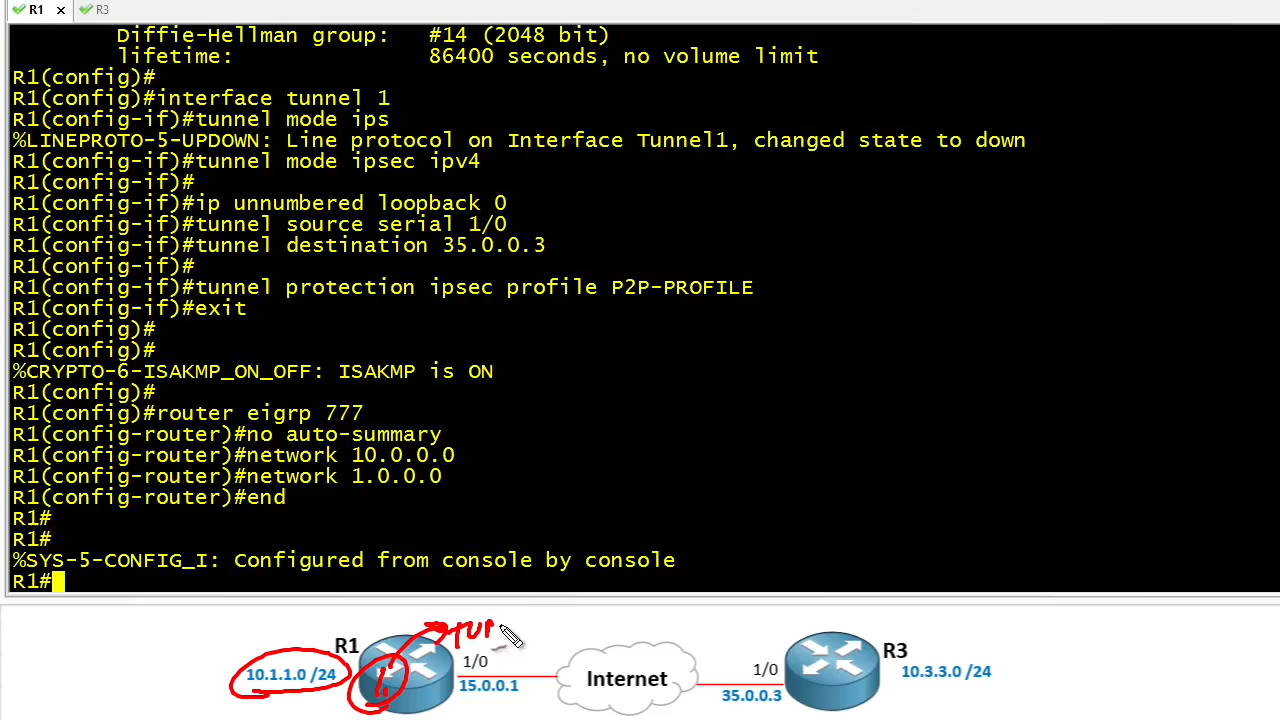 R1
R3
Diffie-Hellman group: #14 (2048 bit)
lifetime: 86400 seconds, no volume limit
R1(config)#
R1(config)#interface tunnel 1
R1(config-if)#tunnel mode ips
%LINEPROTO-5-UPDOWN: Line protocol on Interface Tunnel1, changed state to down
R1(config-if)#tunnel mode ipsec ipv4
R1(config-if)#
R1(config-if)#ip unnumbered loopback 0
R1(config-if)#tunnel source serial 1/0
R1(config-if)#tunnel destination 35.0.0.3
R1(config-if)#
R1(config-if)#tunnel protection ipsec profile P2P-PROFILE
R1(config-if)#exit
R1(config)#
R1(config)#
%CRYPTO-6-ISAKMP_ON_OFF: ISAKMP is ON
R1(config)#
R1(config)#router eigrp 777
R1(config-router)#no auto-summary
R1(config-router)#network 10.0.0.0
R1(config-router)#network 1.0.0.0
R1(config-router)#end
R1#
R1#
%SYS-5-CONFIG_I: Configured from console by console
R1#
R1
10.1.1.0 /24
1/0
15.0.0.1
Internet
1/0
35.0.0.3
R3
10.3.3.0 /24